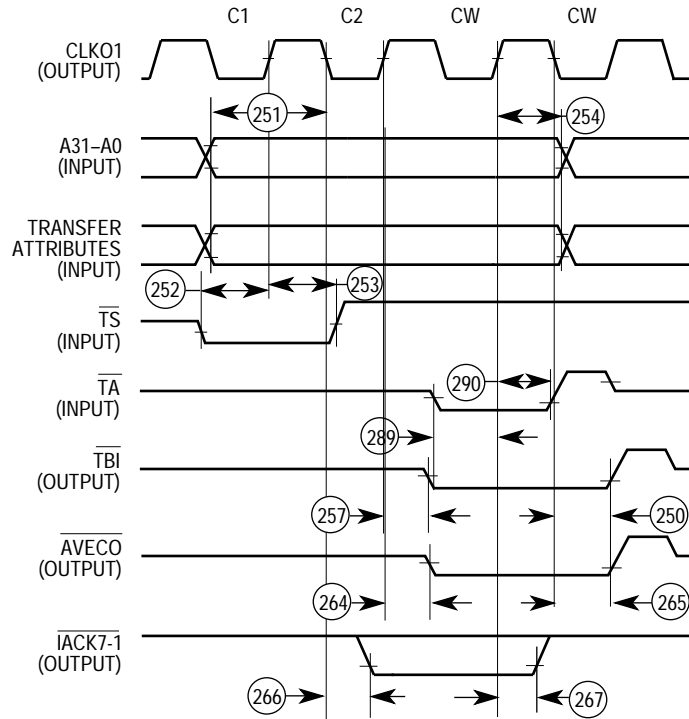 C1 C2 CW CW
CLKO1
(OUTPUT)
251
254
A31–A0
(INPUT)
TRANSFER
ATTRIBUTES
(INPUT)
252
253
TS
(INPUT)
290
TA
(INPUT)
289
TBI
(OUTPUT)
257
250
AVECO
(OUTPUT)
264
265
IACK7-1
(OUTPUT)
266
267